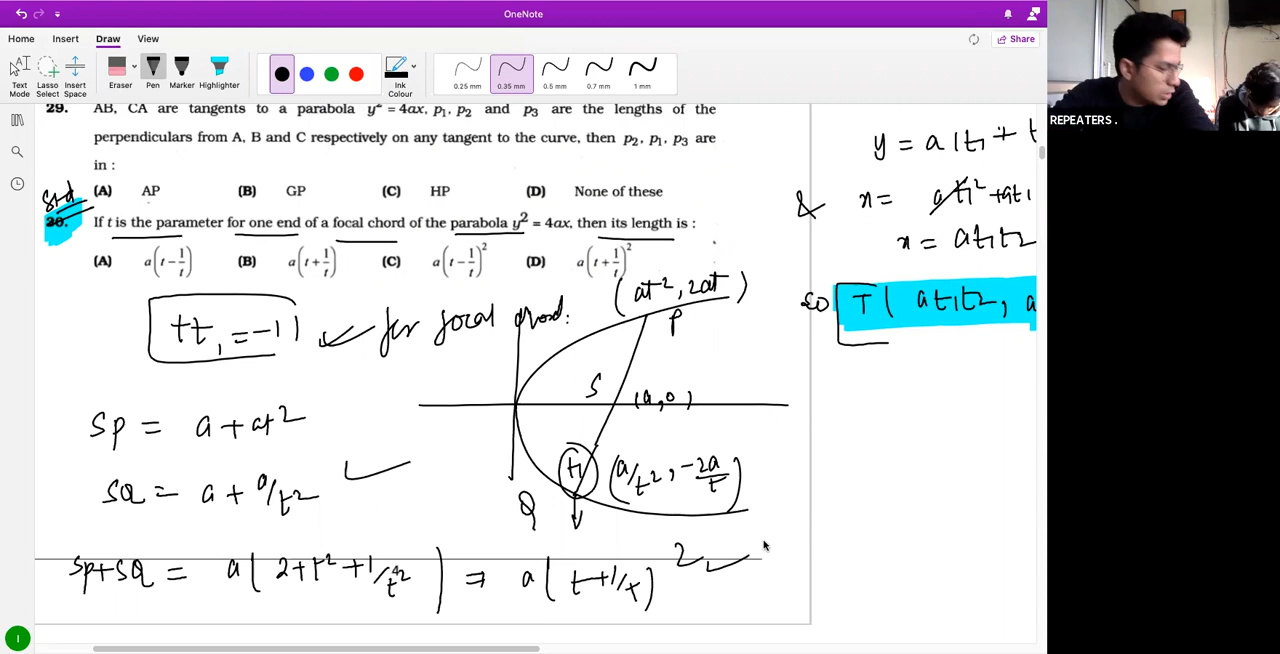 OneNote
Home Insert Draw View
Share
Text Mode
Lasso Select
Insert Space
Eraser
Pen
Marker
Highlighter
Ink Colour
0.25 mm
0.35 mm
0.5 mm
0.7 mm
1 mm
REPEATERS .
29. AB, CA are tangents to a parabola y² = 4ax, p₁, p₂ and p₃ are the lengths of the
perpendiculars from A, B and C respectively on any tangent to the curve, then p₂, p₁, p₃ are
in :
(A) AP (B) GP (C) HP (D) None of these
Std
30. If t is the parameter for one end of a focal chord of the parabola y² = 4ax, then its length is :
(A) a(t − 1/t) (B) a(t + 1/t) (C) a(t − 1/t)² (D) a(t + 1/t)²
tt₁ = −1 for focal chord.
(at², 2at)
P
S
(a, 0)
t₁ (a/t², −2a/t)
Q
SP = a + at²
SQ = a + a/t²
SP+SQ = a(2 + t² + 1/t²) ⇒ a(t + 1/t)²
y = a(t₁ + t
& x = at₁² + at₁
x = at₁t₂
so T( at₁t₂, a
I